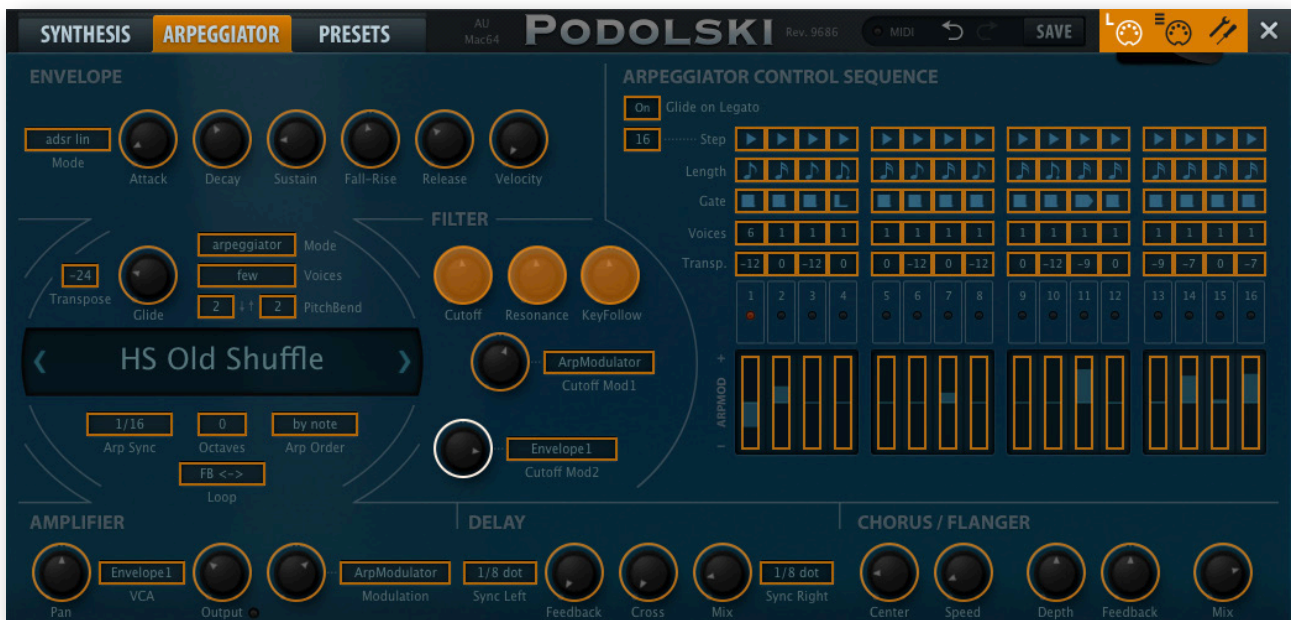 SYNTHESIS ARPEGGIATOR PRESETS AU Mac64 PODOLSKI Rev. 9686 MIDI SAVE L
ENVELOPE
adsr lin
Mode
Attack Decay Sustain Fall-Rise Release Velocity
ARPEGGIATOR CONTROL SEQUENCE
On Glide on Legato
16 Step
Length
Gate
Voices 6 1 1 1 1 1 1 1 1 1 1 1 1 1 1 1
Transp. -12 0 -12 0 0 -12 0 -12 0 -12 -9 0 -9 -7 0 -7
1 2 3 4 5 6 7 8 9 10 11 12 13 14 15 16
+
ARPMOD
−
-24
Transpose
Glide
arpeggiator Mode
few Voices
2 ↓↑ 2 PitchBend
HS Old Shuffle
1/16 0 by note
Arp Sync Octaves Arp Order
FB <->
Loop
FILTER
Cutoff Resonance KeyFollow
ArpModulator
Cutoff Mod1
Envelope1
Cutoff Mod2
AMPLIFIER
Pan
Envelope1
VCA
Output
ArpModulator
Modulation
DELAY
1/8 dot
Sync Left
Feedback Cross Mix
1/8 dot
Sync Right
CHORUS / FLANGER
Center Speed Depth Feedback Mix